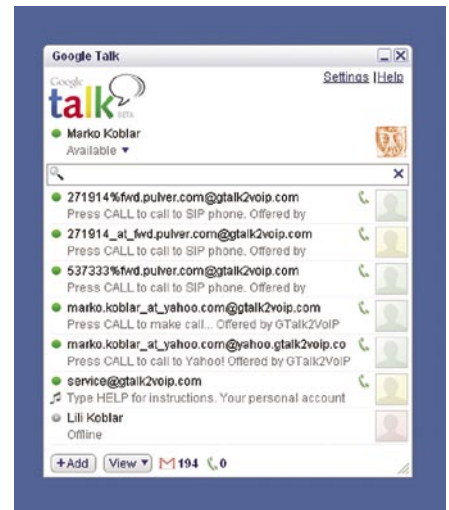 Google Talk
Settings | Help
Google
talk
BETA
Marko Koblar
Available
271914%fwd.pulver.com@gtalk2voip.com
Press CALL to call to SIP phone. Offered by
271914_at_fwd.pulver.com@gtalk2voip.com
Press CALL to call to SIP phone. Offered by
537333%fwd.pulver.com@gtalk2voip.com
Press CALL to call to SIP phone. Offered by
marko.koblar_at_yahoo.com@gtalk2voip.com
Press CALL to make call... Offered by GTalk2VoIP
marko.koblar_at_yahoo.com@yahoo.gtalk2voip.co
Press CALL to call to Yahoo! Offered by GTalk2VoIP
service@gtalk2voip.com
Type HELP for instructions. Your personal account
Lili Koblar
Offline
+Add View 194 0